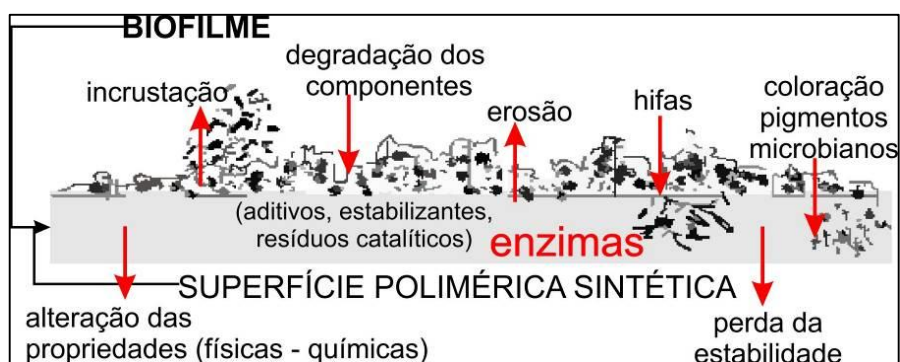 BIOFILME
incrustação
degradação dos
componentes
erosão
hifas
coloração
pigmentos
microbianos
(aditivos, estabilizantes,
resíduos catalíticos)
enzimas
SUPERFÍCIE POLIMÉRICA SINTÉTICA
alteração das
propriedades (físicas - químicas)
perda da
estabilidade